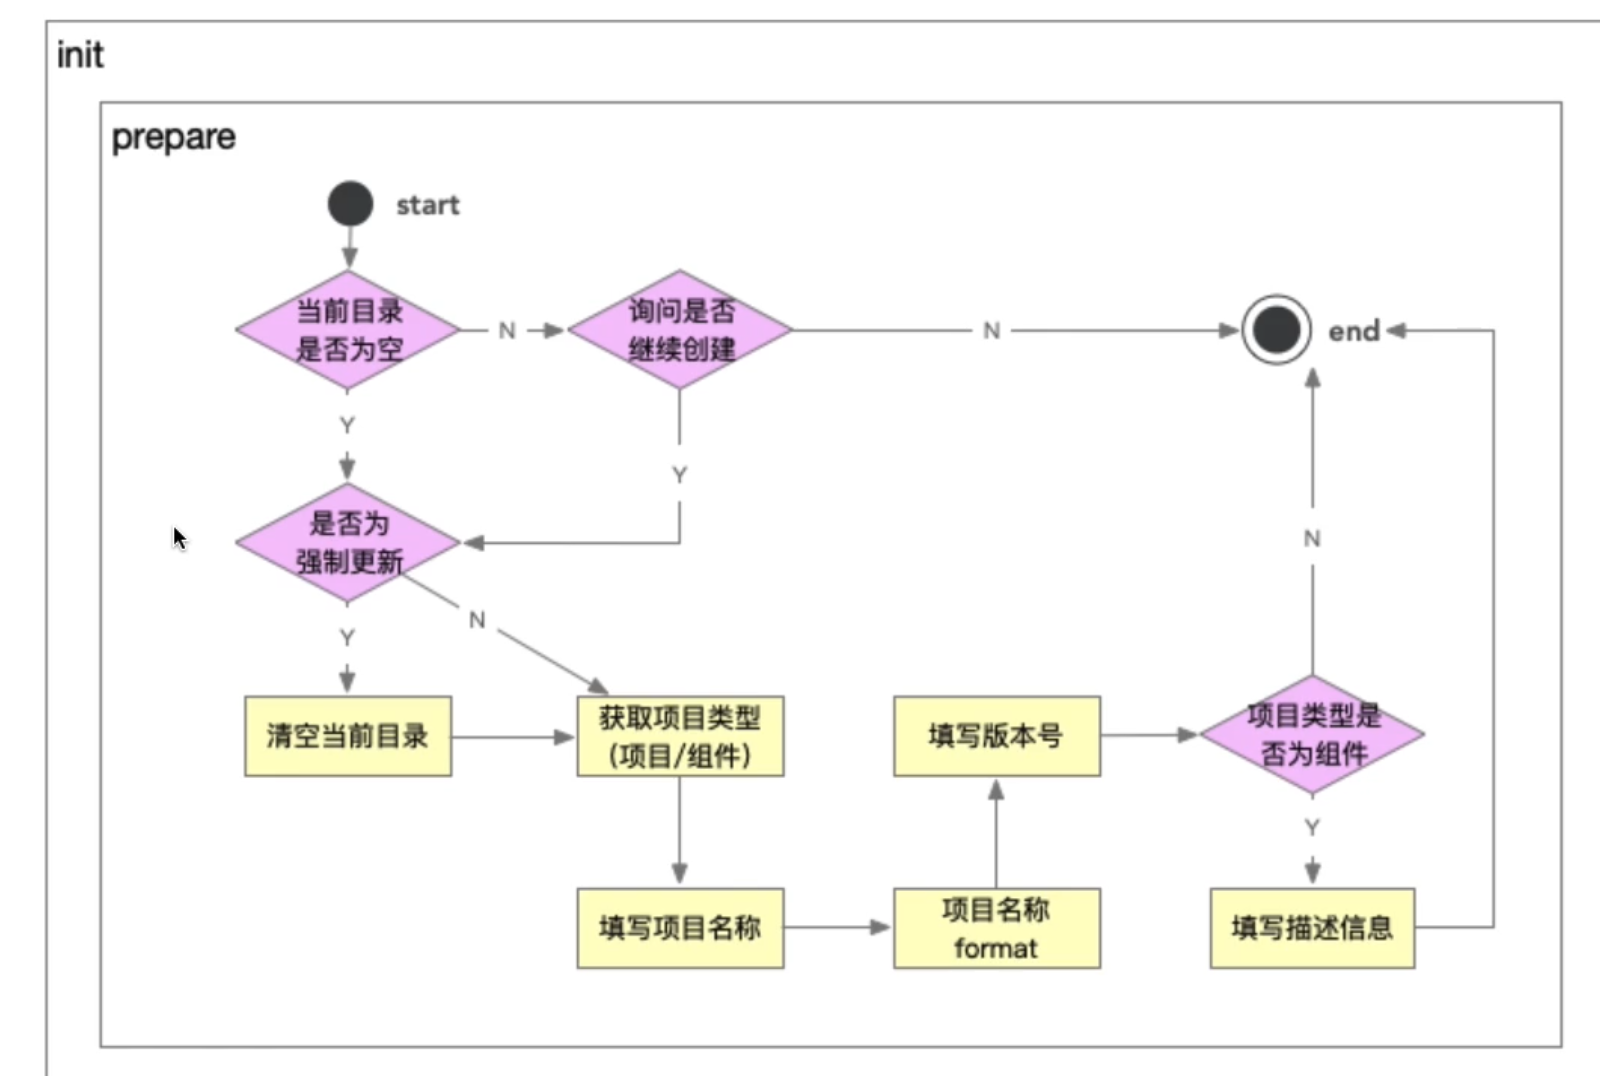 init
prepare
start
当前目录
是否为空
N
询问是否
继续创建
N
end
Y
Y
N
是否为
强制更新
N
Y
清空当前目录
获取项目类型
(项目/组件)
填写版本号
项目类型是
否为组件
Y
填写项目名称
项目名称
format
填写描述信息